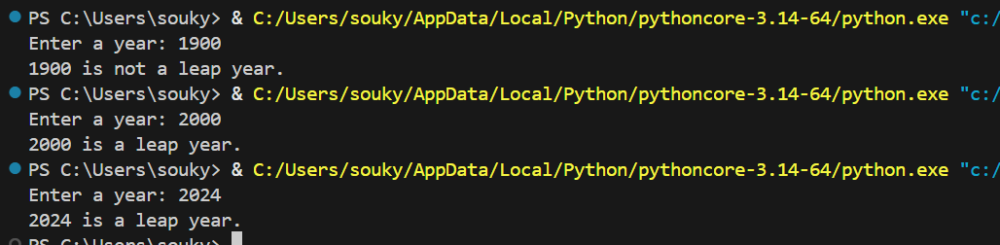 PS C:\Users\souky> & C:/Users/souky/AppData/Local/Python/pythoncore-3.14-64/python.exe "c:/
Enter a year: 1900
1900 is not a leap year.
PS C:\Users\souky> & C:/Users/souky/AppData/Local/Python/pythoncore-3.14-64/python.exe "c:/
Enter a year: 2000
2000 is a leap year.
PS C:\Users\souky> & C:/Users/souky/AppData/Local/Python/pythoncore-3.14-64/python.exe "c:/
Enter a year: 2024
2024 is a leap year.
PS C:\Users\souky>